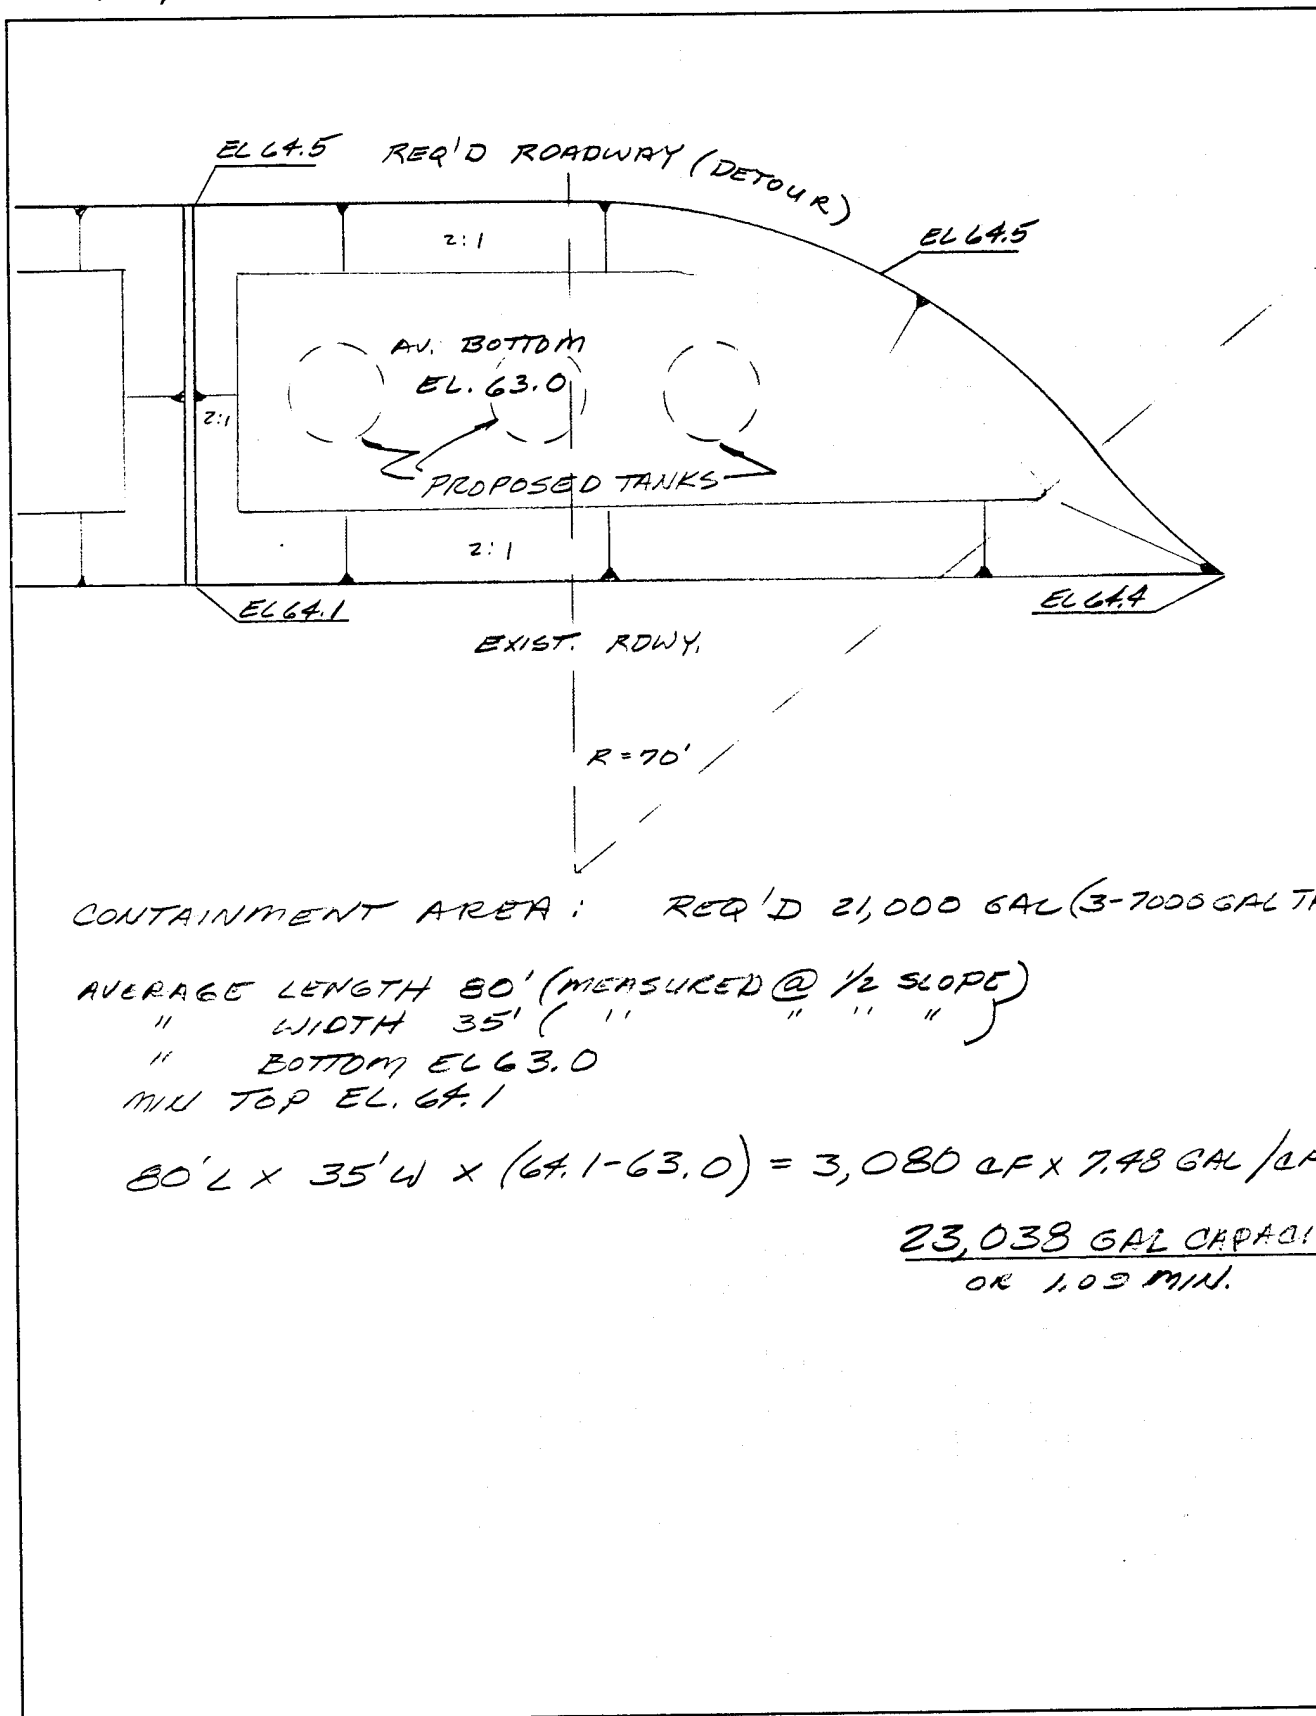 EL 64.5 REQ'D ROADWAY (DETOUR)
EL 64.5
2:1
AV. BOTTOM
EL. 63.0
2:1
PROPOSED TANKS
2:1
EL 64.1
EL 64.4
EXIST. RDWY.
R=70'
CONTAINMENT AREA: REQ'D 21,000 GAL (3-7000 GAL
AVERAGE LENGTH 80' (MEASURED @ 1/2 SLOPE)
" WIDTH 35' ( " " " " )
" BOTTOM EL 63.0
MIN TOP EL. 64.1
80'L x 35'W x (64.1-63.0) = 3,080 CF x 7.48 GAL/CF
23,038 GAL
OR 1.09 MIN.